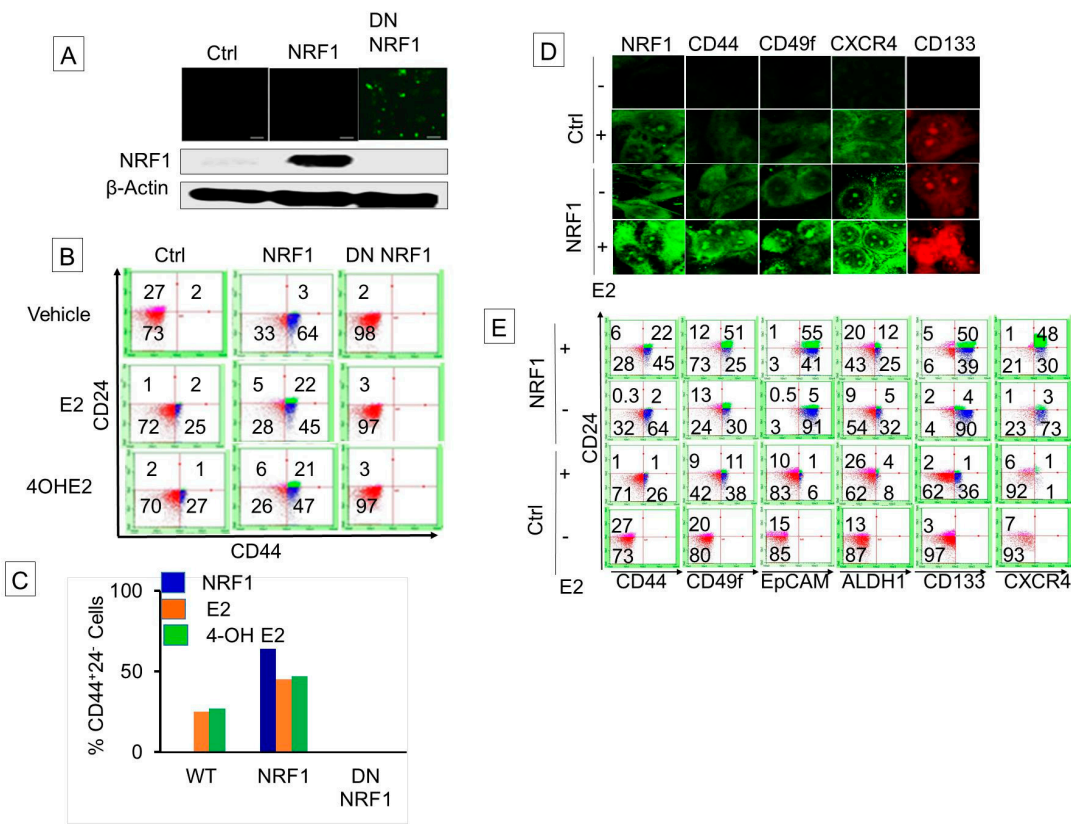 A
Ctrl NRF1 DN NRF1
NRF1
β-Actin
B
Ctrl NRF1 DN NRF1
Vehicle
27 2
73
3
33 64
2
98
E2
1 2
72 25
5 22
28 45
3
97
4OHE2
2 1
70 27
6 21
26 47
3
97
CD24
CD44
C
% CD44+24- Cells
100
50
0
NRF1
E2
4-OH E2
WT NRF1 DN NRF1
D
NRF1 CD44 CD49f CXCR4 CD133
Ctrl
-
+
NRF1
-
+
E2
E
CD24
NRF1
+
6 22 12 51 1 55 20 12 5 50 1 48
28 45 73 25 3 41 43 25 6 39 21 30
-
0.3 2 13 0.5 5 9 5 2 4 1 3
32 64 24 30 3 91 54 32 4 90 23 73
Ctrl
+
1 1 9 11 10 1 26 4 2 1 6 1
71 26 42 38 83 6 62 8 62 36 92 1
-
27 20 15 13 3 7
73 80 85 87 97 93
E2
CD44 CD49f EpCAM ALDH1 CD133 CXCR4